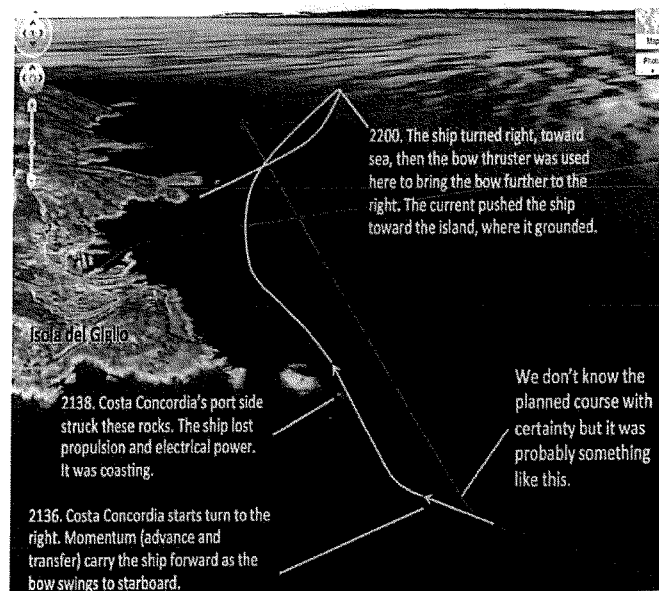 Map
2200. The ship turned right, toward
sea, then the bow thruster was used
here to bring the bow further to the
right. The current pushed the ship
toward the island, where it grounded.
Isola del Giglio
2138. Costa Concordia's port side
struck these rocks. The ship lost
propulsion and electrical power.
It was coasting.
We don't know the
planned course with
certainty but it was
probably something
like this.
2136. Costa Concordia starts turn to the
right. Momentum (advance and
transfer) carry the ship forward as the
bow swings to starboard.